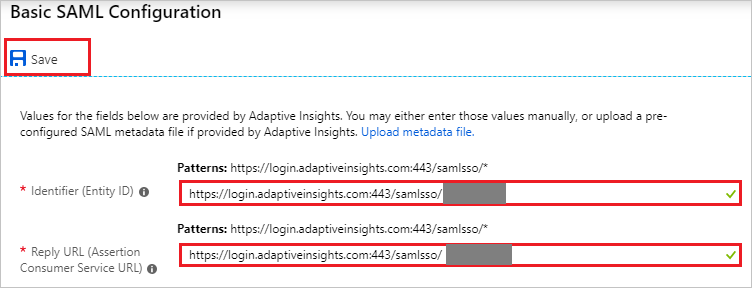 Basic SAML Configuration
Save
Values for the fields below are provided by Adaptive Insights. You may either enter those values manually, or upload a pre-
configured SAML metadata file if provided by Adaptive Insights. Upload metadata file.
Patterns: https://login.adaptiveinsights.com:443/samlsso/*
* Identifier (Entity ID)
https://login.adaptiveinsights.com:443/samlsso/
Patterns: https://login.adaptiveinsights.com:443/samlsso/*
* Reply URL (Assertion
Consumer Service URL)
https://login.adaptiveinsights.com:443/samlsso/